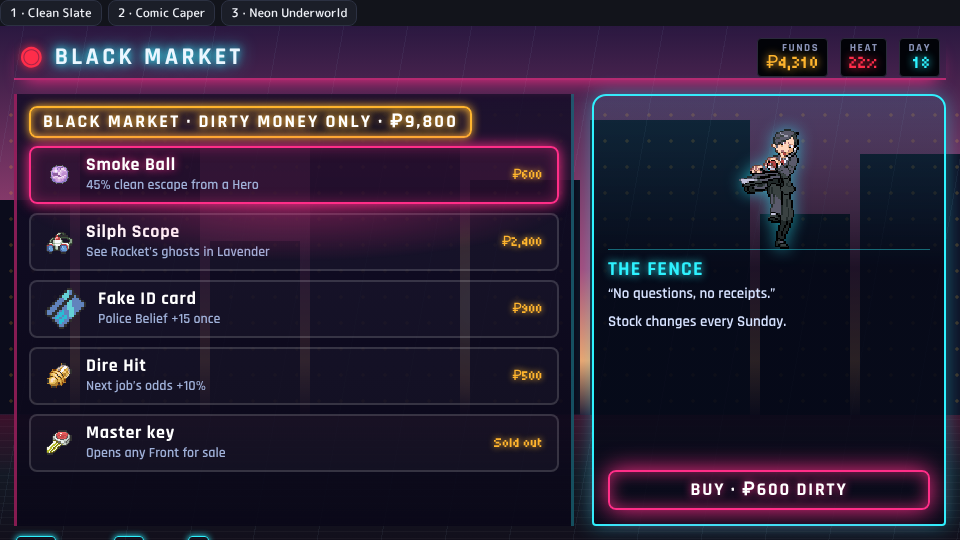 1 · Clean Slate
2 · Comic Caper
3 · Neon Underworld
BLACK MARKET
FUNDS
₽4,310
HEAT
22%
DAY
18
BLACK MARKET · DIRTY MONEY ONLY · ₽9,800
Smoke Ball
45% clean escape from a Hero
₽600
Silph Scope
See Rocket's ghosts in Lavender
₽2,400
Fake ID card
Police Belief +15 once
₽900
Dire Hit
Next job's odds +10%
₽500
Master key
Opens any Front for sale
Sold out
THE FENCE
“No questions, no receipts.”
Stock changes every Sunday.
BUY · ₽600 DIRTY